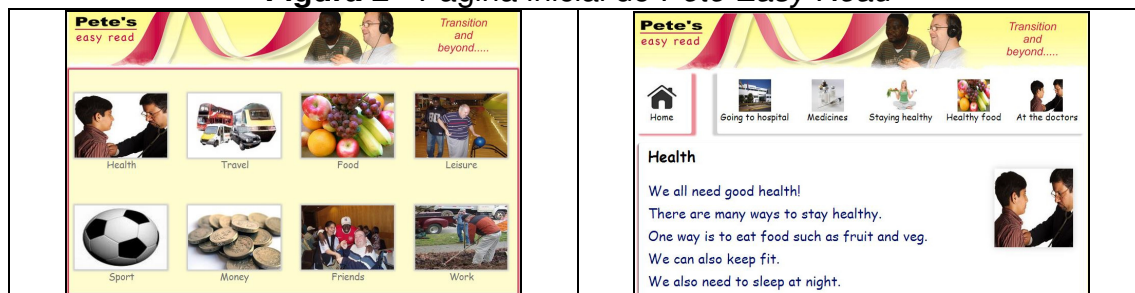 Pete's
easy read
Transition
and
beyond.....
Health
Travel
Food
Leisure
Sport
Money
Friends
Work
Pete's
easy read
Transition
and
beyond.....
Home
Going to hospital
Medicines
Staying healthy
Healthy food
At the doctors
Health
We all need good health!
There are many ways to stay healthy.
One way is to eat food such as fruit and veg.
We can also keep fit.
We also need to sleep at night.